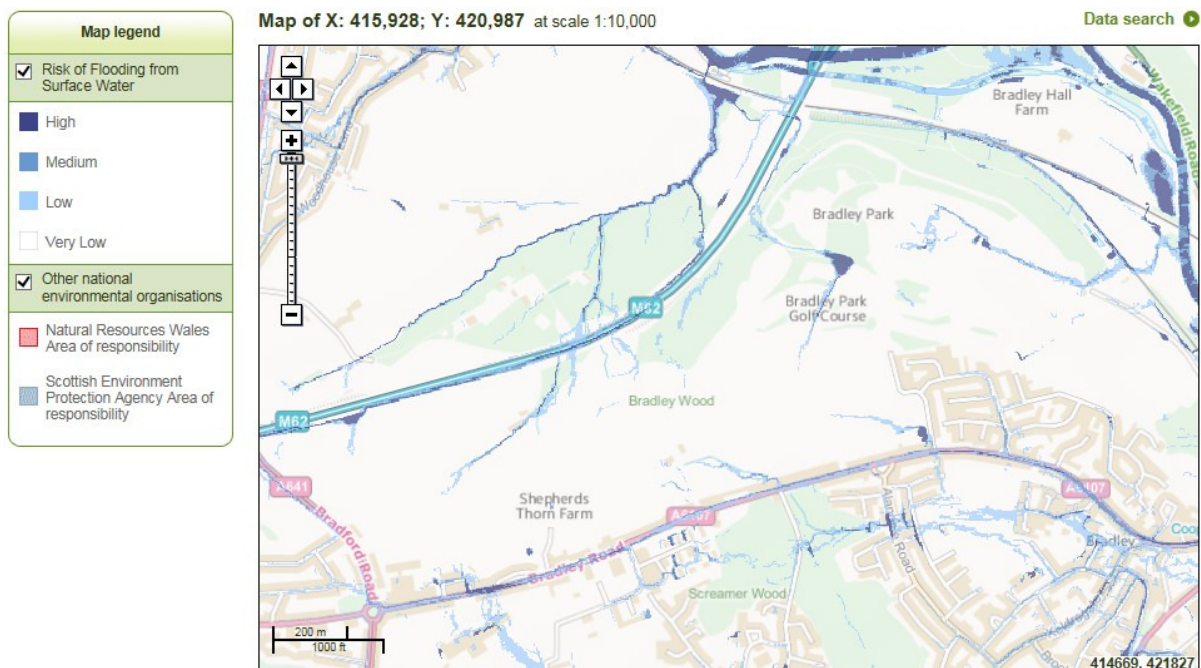 Map legend
Risk of Flooding from
Surface Water
High
Medium
Low
Very Low
Other national
environmental organisations
Natural Resources Wales
Area of responsibility
Scottish Environment
Protection Agency Area of
responsibility
Map of X: 415,928; Y: 420,987 at scale 1:10,000
Data search
Bradley Hall
Farm
Wakefield Road
Woodhouse
Bradley Park
M62
Bradley Park
Golf Course
Bradley Wood
M62
A641
Bradford Road
Shepherds
Thorn Farm
A6107
Bradley Road
A6107
Road
Bradley
Coop
Screamer Wood
200 m
1000 ft
414669, 421827